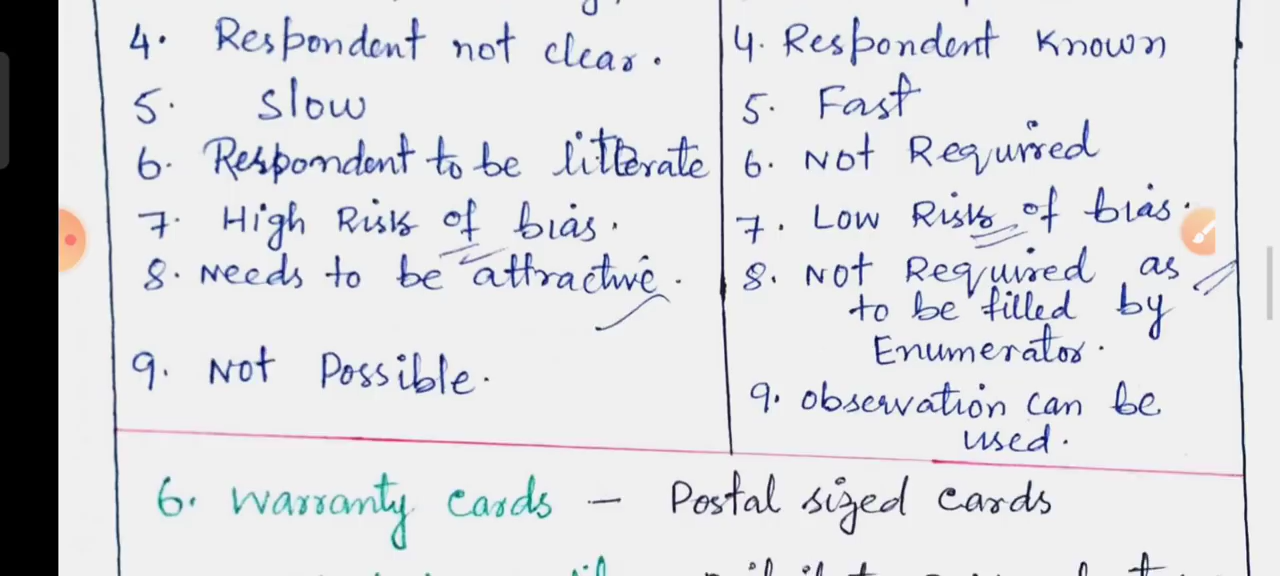 4. Respondent not clear.
5. Slow
6. Respondent to be litterate
7. High Risk of bias.
8. Needs to be attractive.
9. Not Possible.
4. Respondent Known
5. Fast
6. Not Required
7. Low Risk of bias.
8. Not Required as
to be filled by
Enumerator.
9. Observation can be
used.
6. Warranty Cards – Postal sized cards